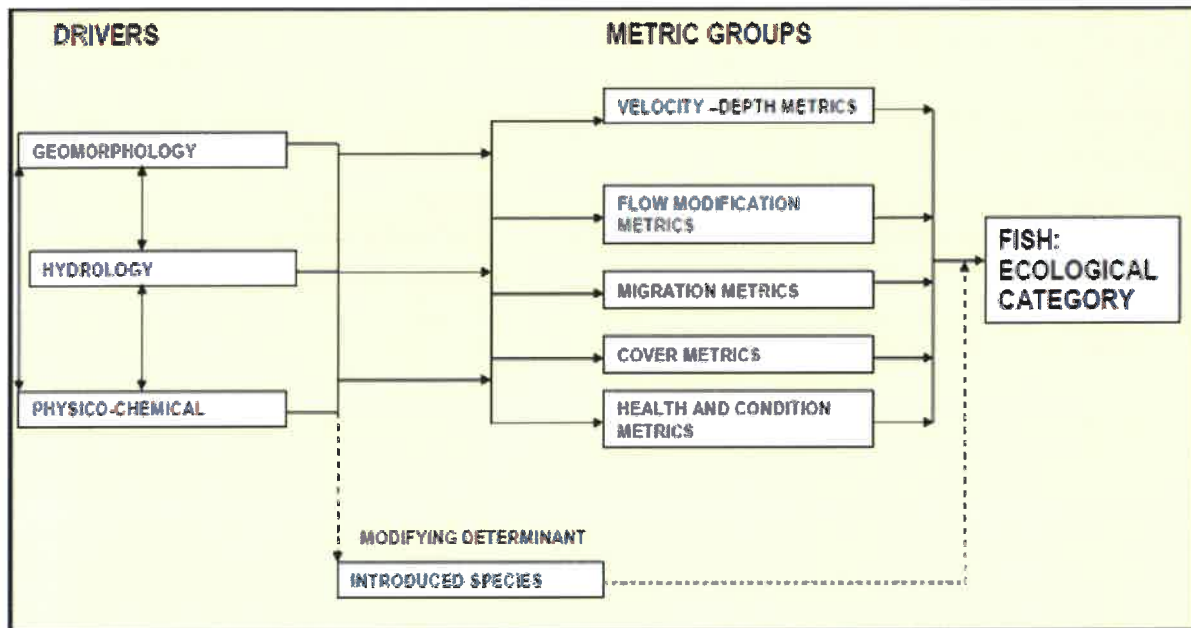 DRIVERS
METRIC GROUPS
GEOMORPHOLOGY
HYDROLOGY
PHYSICO-CHEMICAL
VELOCITY –DEPTH METRICS
FLOW MODIFICATION
METRICS
MIGRATION METRICS
COVER METRICS
HEALTH AND CONDITION
METRICS
FISH:
ECOLOGICAL
CATEGORY
MODIFYING DETERMINANT
INTRODUCED SPECIES